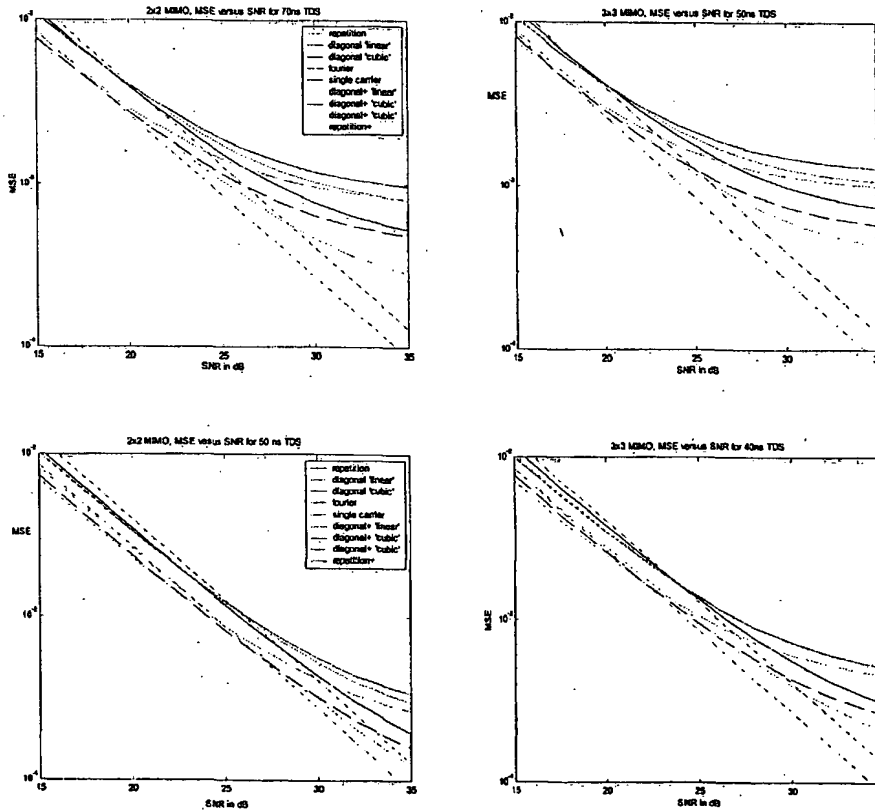 2x2 MIMO, MSE versus SNR for 70ns TDS
repetition
diagonal 'linear'
diagonal 'cubic'
fourier
single carrier
diagonal+ 'linear'
diagonal+ 'cubic'
diagonal+ 'cubic'
repetition+
MSE
15 20 25 30 35
SNR in dB
3x3 MIMO, MSE versus SNR for 50ns TDS
MSE
15 20 25 30 35
SNR in dB
2x2 MIMO, MSE versus SNR for 50 ns TDS
repetition
diagonal 'linear'
diagonal 'cubic'
fourier
single carrier
diagonal+ 'linear'
diagonal+ 'cubic'
diagonal+ 'cubic'
repetition+
MSE
15 20 25 30 35
SNR in dB
3x3 MIMO, MSE versus SNR for 40ns TDS
MSE
15 20 25 30
SNR in dB